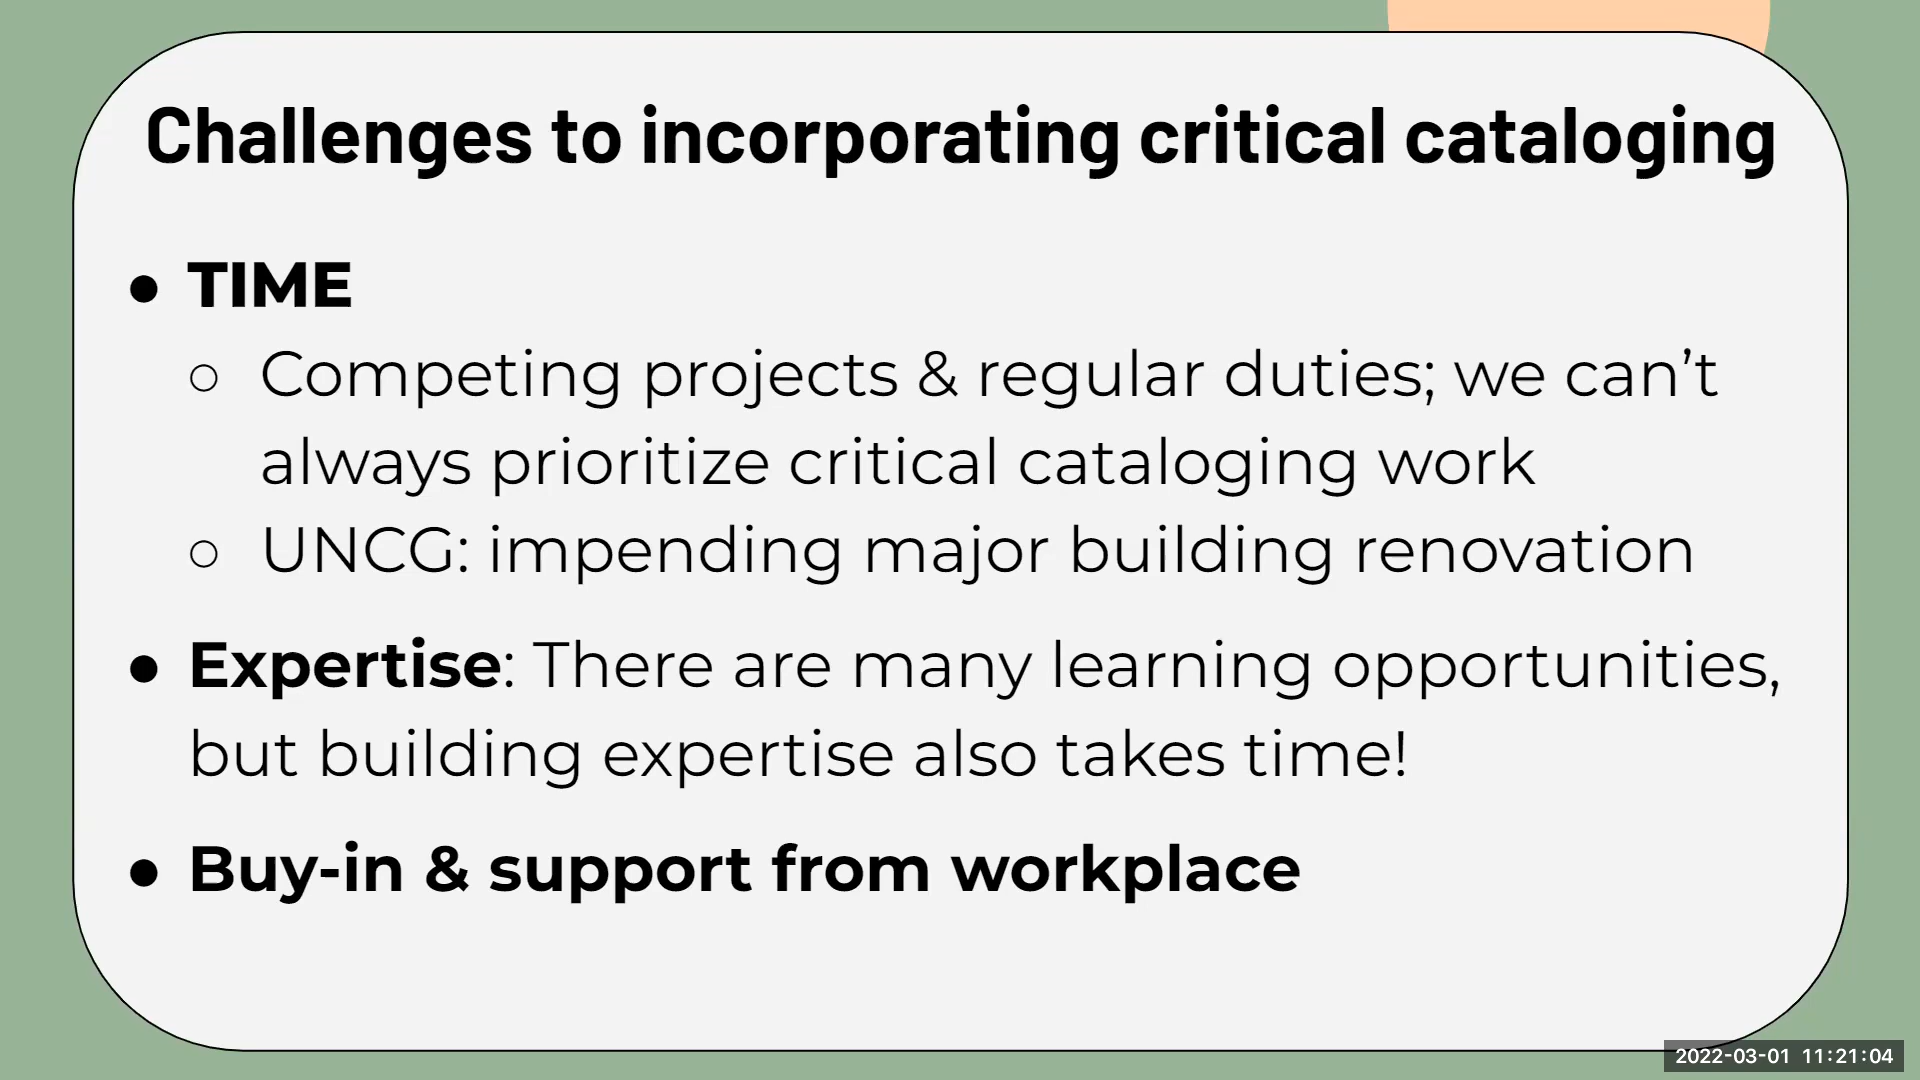 Challenges to incorporating critical cataloging
● TIME
○ Competing projects & regular duties; we can’t
always prioritize critical cataloging work
○ UNCG: impending major building renovation
● Expertise: There are many learning opportunities,
but building expertise also takes time!
● Buy-in & support from workplace
2022-03-01 11:21:04